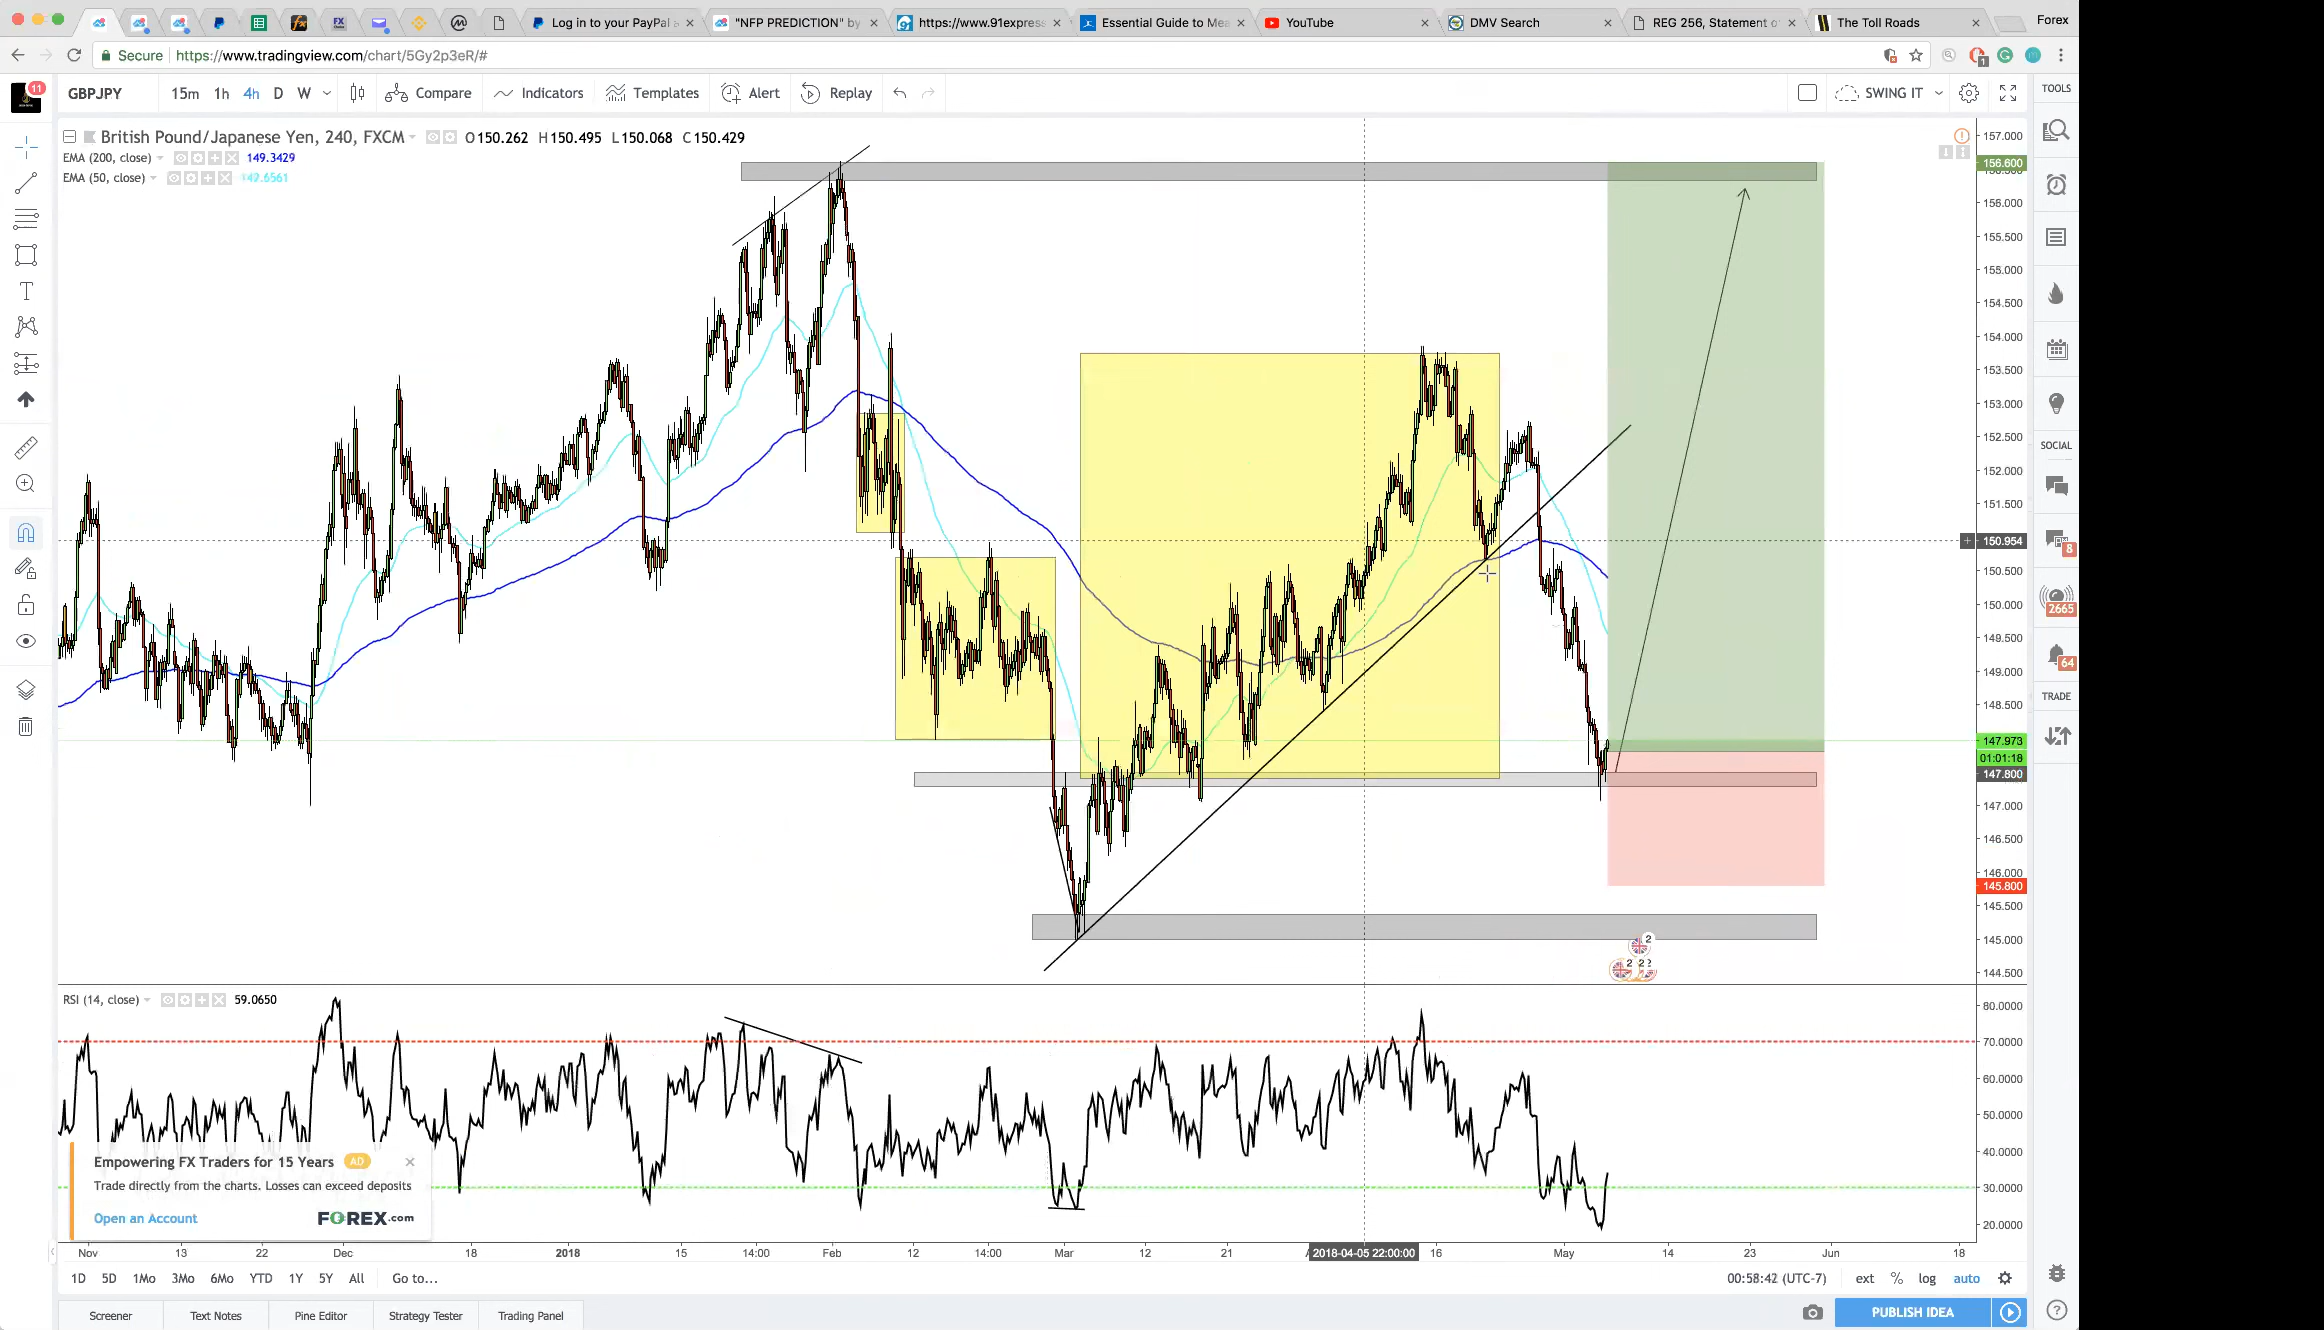 Log in to your PayPal a
"NFP PREDICTION" by
https://www.91express
Essential Guide to Mea
YouTube
DMV Search
REG 256, Statement o
The Toll Roads
Forex
Secure https://www.tradingview.com/chart/5Gy2p3eR/#
11
GBPJPY 15m 1h 4h D W Compare Indicators Templates Alert Replay SWING IT
TOOLS
British Pound/Japanese Yen, 240, FXCM O150.262 H150.495 L150.068 C150.429
EMA (200, close) 149.3429
EMA (50, close)
157.000
156.600
156.000
155.500
155.000
154.500
154.000
153.500
153.000
152.500
152.000
151.500
150.954
150.500
150.000
149.500
149.000
148.500
147.973
01:01:18
147.800
147.000
146.500
146.000
145.800
145.500
145.000
144.500
SOCIAL
8
2665
64
TRADE
RSI (14, close) 59.0650
80.0000
70.0000
60.0000
50.0000
40.0000
30.0000
20.0000
Empowering FX Traders for 15 Years AD
Trade directly from the charts. Losses can exceed deposits
Open an Account FOREX.com
Nov 13 22 Dec 18 2018 15 14:00 Feb 12 14:00 Mar 12 21 2018-04-05 22:00:00 16 May 14 23 Jun 18
1D 5D 1Mo 3Mo 6Mo YTD 1Y 5Y All Go to... 00:58:42 (UTC-7) ext % log auto
Screener Text Notes Pine Editor Strategy Tester Trading Panel PUBLISH IDEA